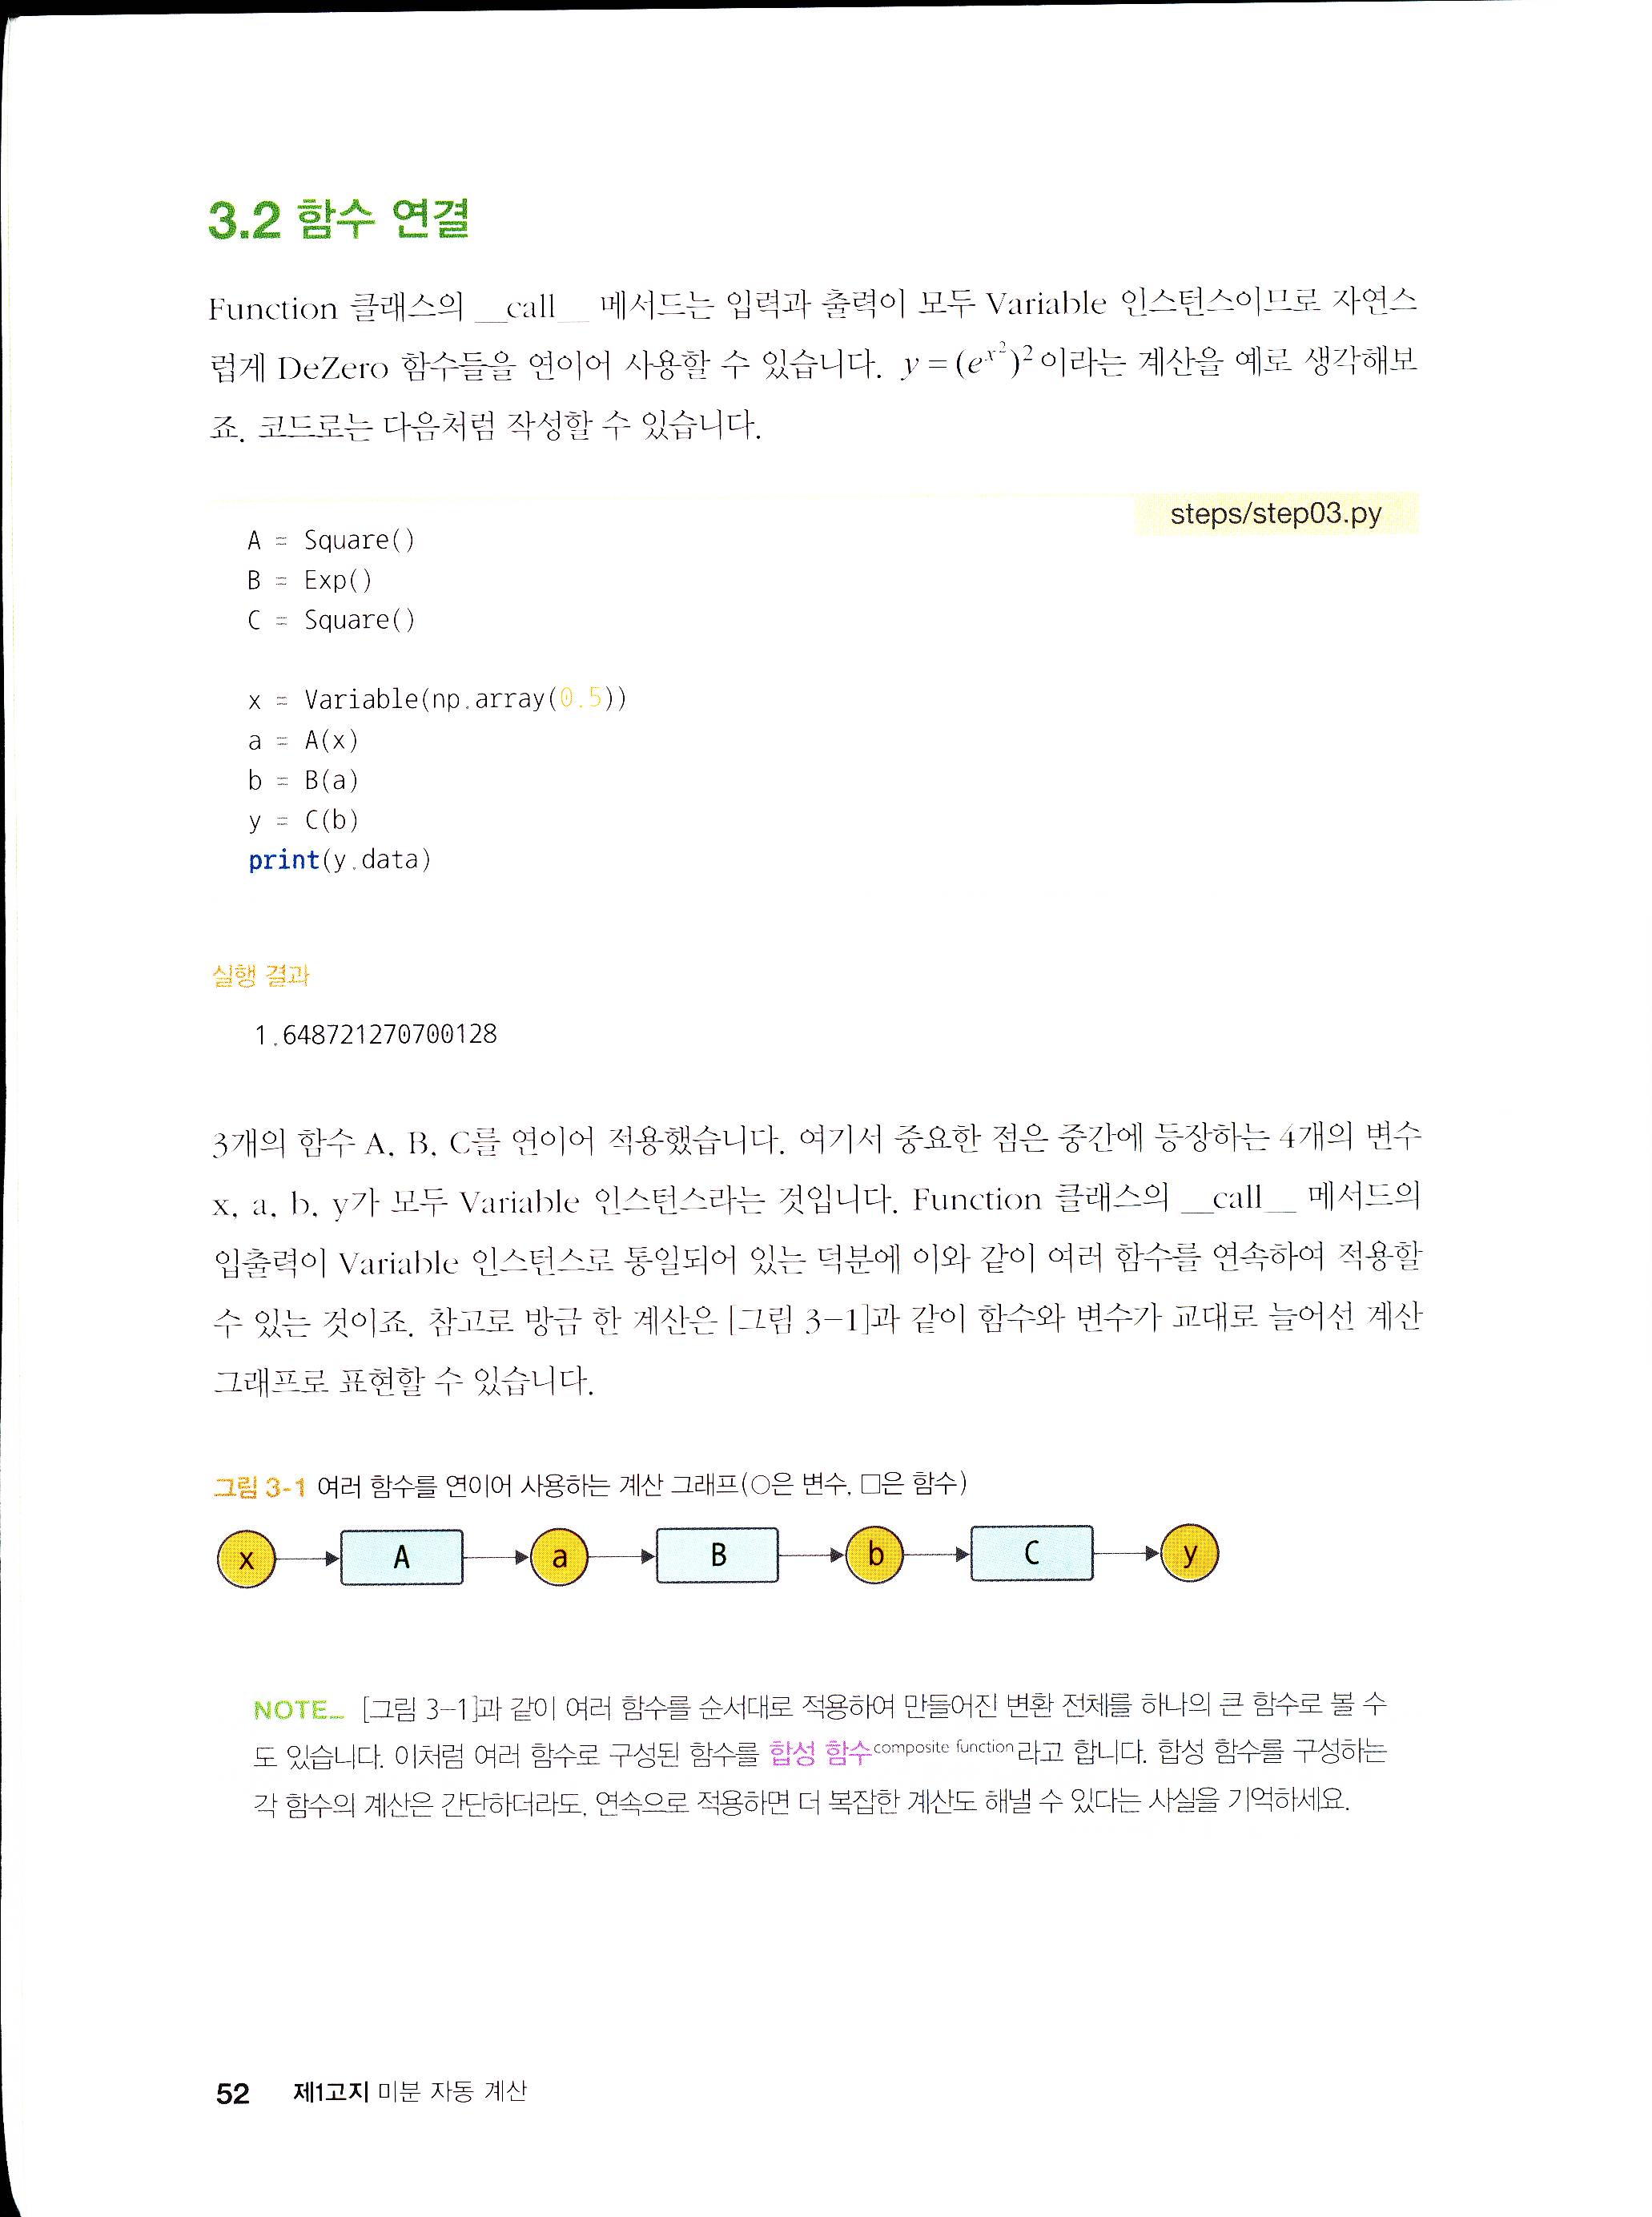 3.2 함수 연결
Function 클래스의 __call__ 메서드는 입력과 출력이 모두 Variable 인스턴스이므로 자연스
럽게 DeZero 함수들을 연이어 사용할 수 있습니다. y = (e^{x^2})^2이라는 계산을 예로 생각해보
죠. 코드로는 다음처럼 작성할 수 있습니다.
steps/step03.py
A = Square()
B = Exp()
C = Square()
x = Variable(np.array(0.5))
a = A(x)
b = B(a)
y = C(b)
print(y.data)
실행 결과
1.648721270700128
3개의 함수 A, B, C를 연이어 적용했습니다. 여기서 중요한 점은 중간에 등장하는 4개의 변수
x, a, b, y가 모두 Variable 인스턴스라는 것입니다. Function 클래스의 __call__ 메서드의
입출력이 Variable 인스턴스로 통일되어 있는 덕분에 이와 같이 여러 함수를 연속하여 적용할
수 있는 것이죠. 참고로 방금 한 계산은 [그림 3-1]과 같이 함수와 변수가 교대로 늘어선 계산
그래프로 표현할 수 있습니다.
그림 3-1 여러 함수를 연이어 사용하는 계산 그래프(○은 변수, □은 함수)
x A a B b C y
NOTE_ [그림 3-1]과 같이 여러 함수를 순서대로 적용하여 만들어진 변환 전체를 하나의 큰 함수로 볼 수
도 있습니다. 이처럼 여러 함수로 구성된 함수를 합성 함수composite function라고 합니다. 합성 함수를 구성하는
각 함수의 계산은 간단하더라도, 연속으로 적용하면 더 복잡한 계산도 해낼 수 있다는 사실을 기억하세요.
52 제1고지 미분 자동 계산